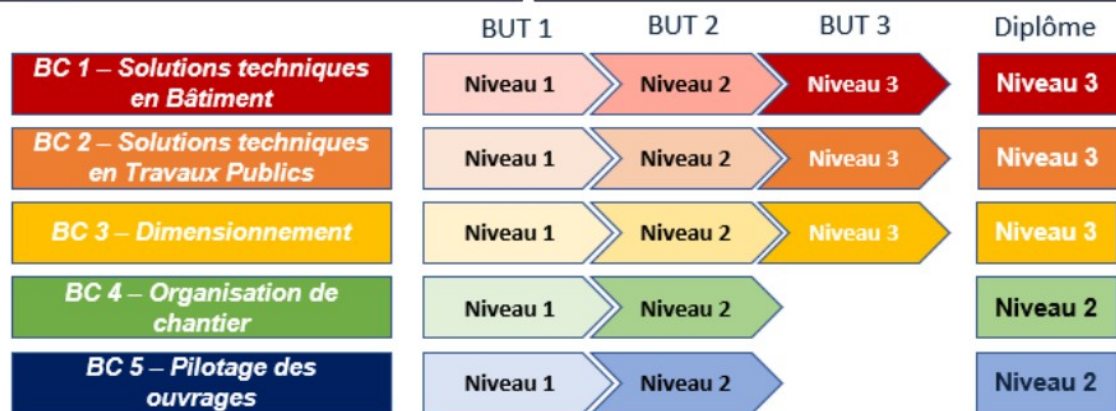 BUT 1 BUT 2 BUT 3 Diplôme
BC 1 – Solutions techniques
en Bâtiment
Niveau 1 Niveau 2 Niveau 3 Niveau 3
BC 2 – Solutions techniques
en Travaux Publics
Niveau 1 Niveau 2 Niveau 3 Niveau 3
BC 3 – Dimensionnement
Niveau 1 Niveau 2 Niveau 3 Niveau 3
BC 4 – Organisation de
chantier
Niveau 1 Niveau 2 Niveau 2
BC 5 – Pilotage des
ouvrages
Niveau 1 Niveau 2 Niveau 2